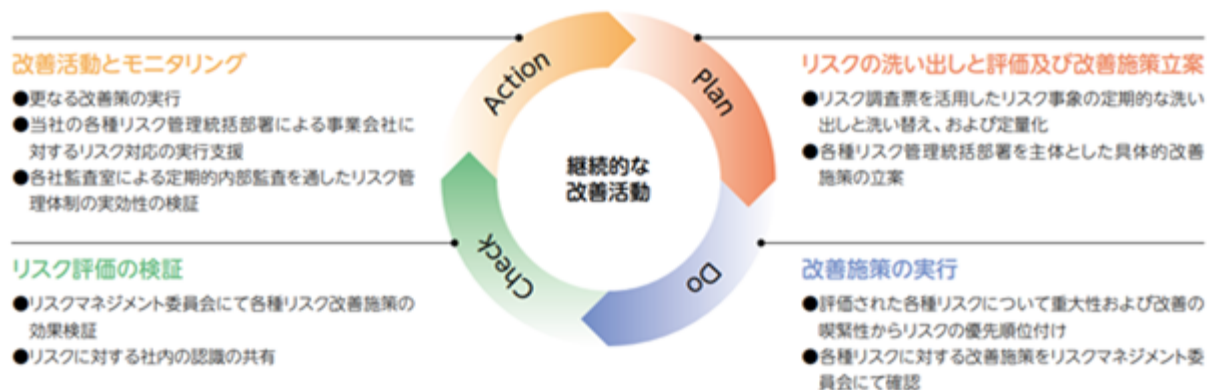 改善活動とモニタリング
●更なる改善策の実行
●当社の各種リスク管理統括部署による事業会社に
対するリスク対応の実行支援
●各社監査室による定期的内部監査を通したリスク管
理体制の実効性の検証
リスク評価の検証
●リスクマネジメント委員会にて各種リスク改善施策の
効果検証
●リスクに対する社内の認識の共有
Action
Plan
継続的な
改善活動
Check
Do
リスクの洗い出しと評価及び改善施策立案
●リスク調査票を活用したリスク事象の定期的な洗い
出しと洗い替え、および定量化
●各種リスク管理統括部署を主体とした具体的改善
施策の立案
改善施策の実行
●評価された各種リスクについて重大性および改善の
喫緊性からリスクの優先順位付け
●各種リスクに対する改善施策をリスクマネジメント委
員会にて確認